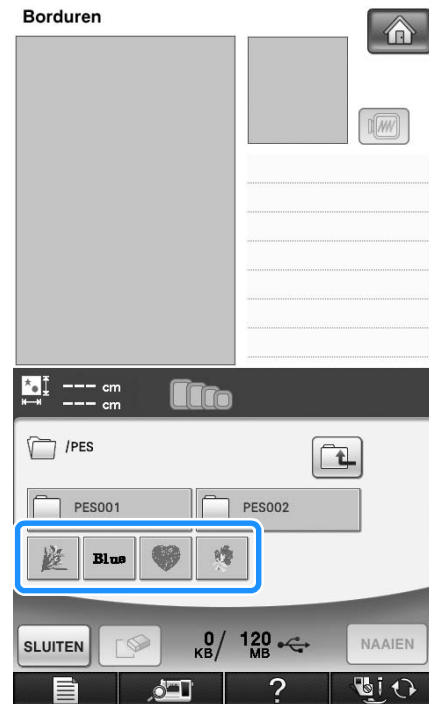 Borduren
--- cm
--- cm
/PES
PES001 PES002
Blue
SLUITEN 0 KB/ 120 MB NAAIEN
?